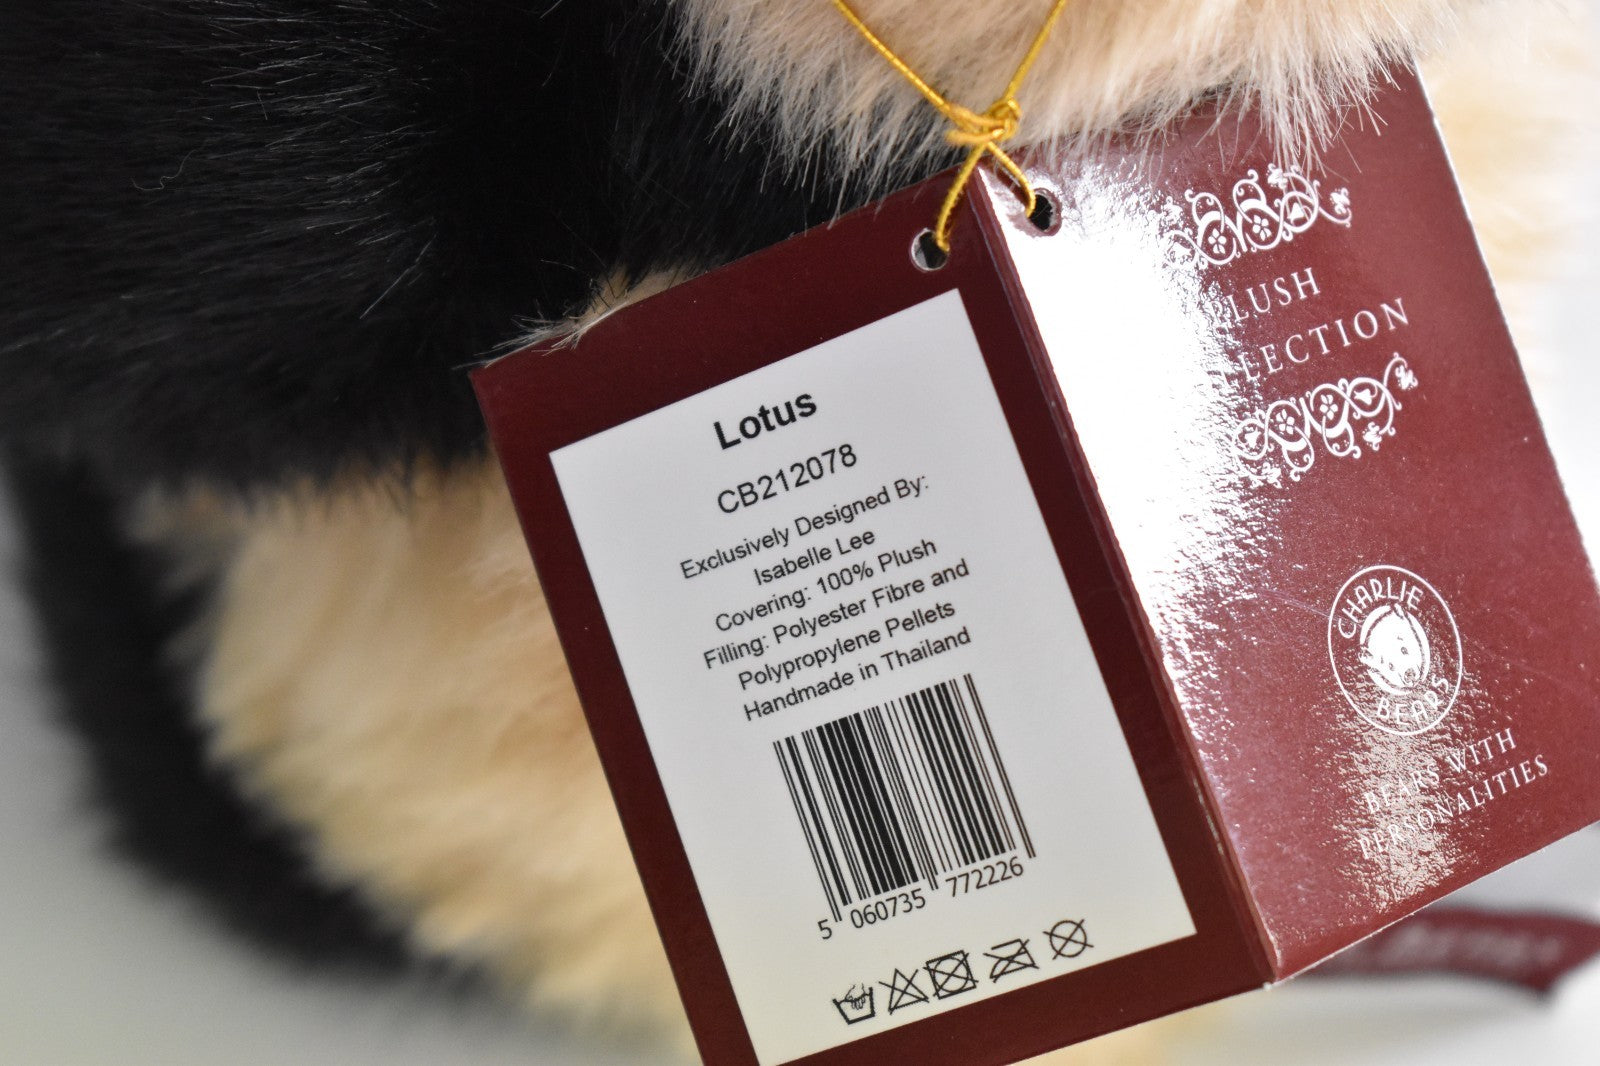 Lotus
CB212078
Exclusively Designed By:
Isabelle Lee
Covering: 100% Plush
Filling: Polyester Fibre and
Polypropylene Pellets
Handmade in Thailand
5 060735 772226
PLUSH
LECTION
CHARLIE
BEARS
BEARS WITH
PERSONALITIES